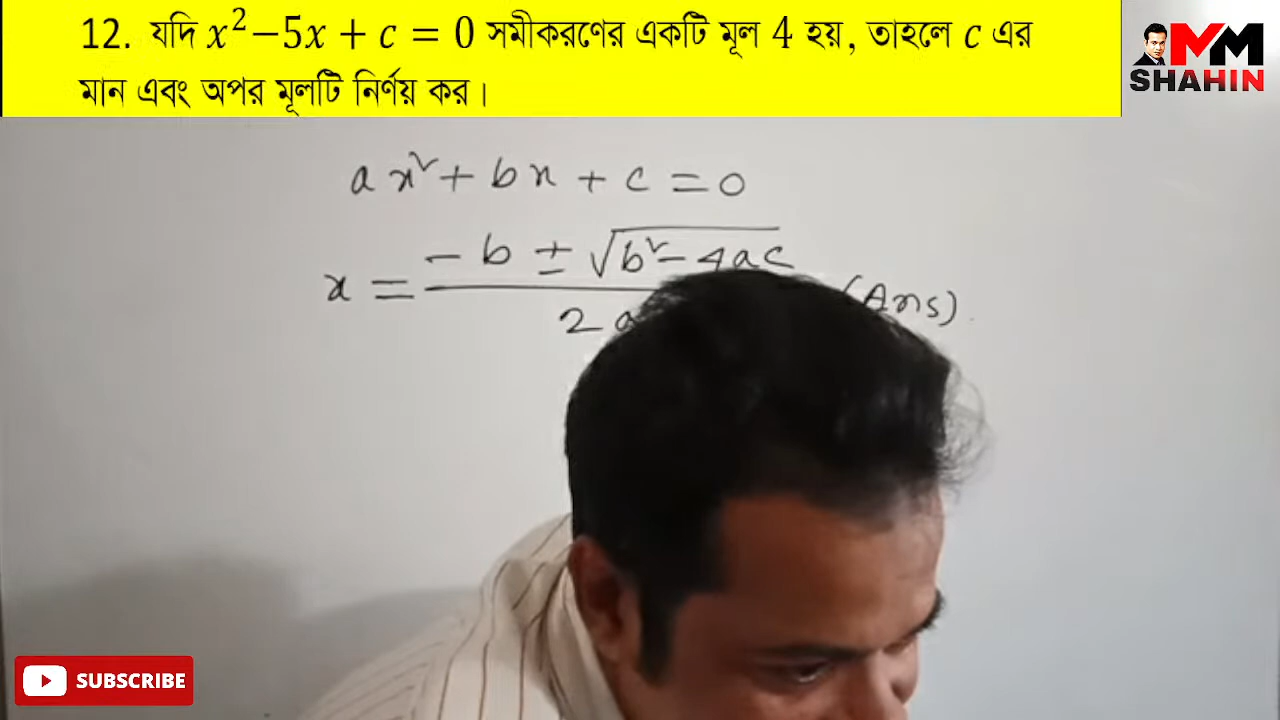 12. যদি x²−5x + c = 0 সমীকরণের একটি মূল 4 হয়, তাহলে c এর
মান এবং অপর মূলটি নির্ণয় কর।
MM
SHAHIN
ax² + bx + c = 0
x = −b ± √b² − 4ac / 2a (Ans)
SUBSCRIBE